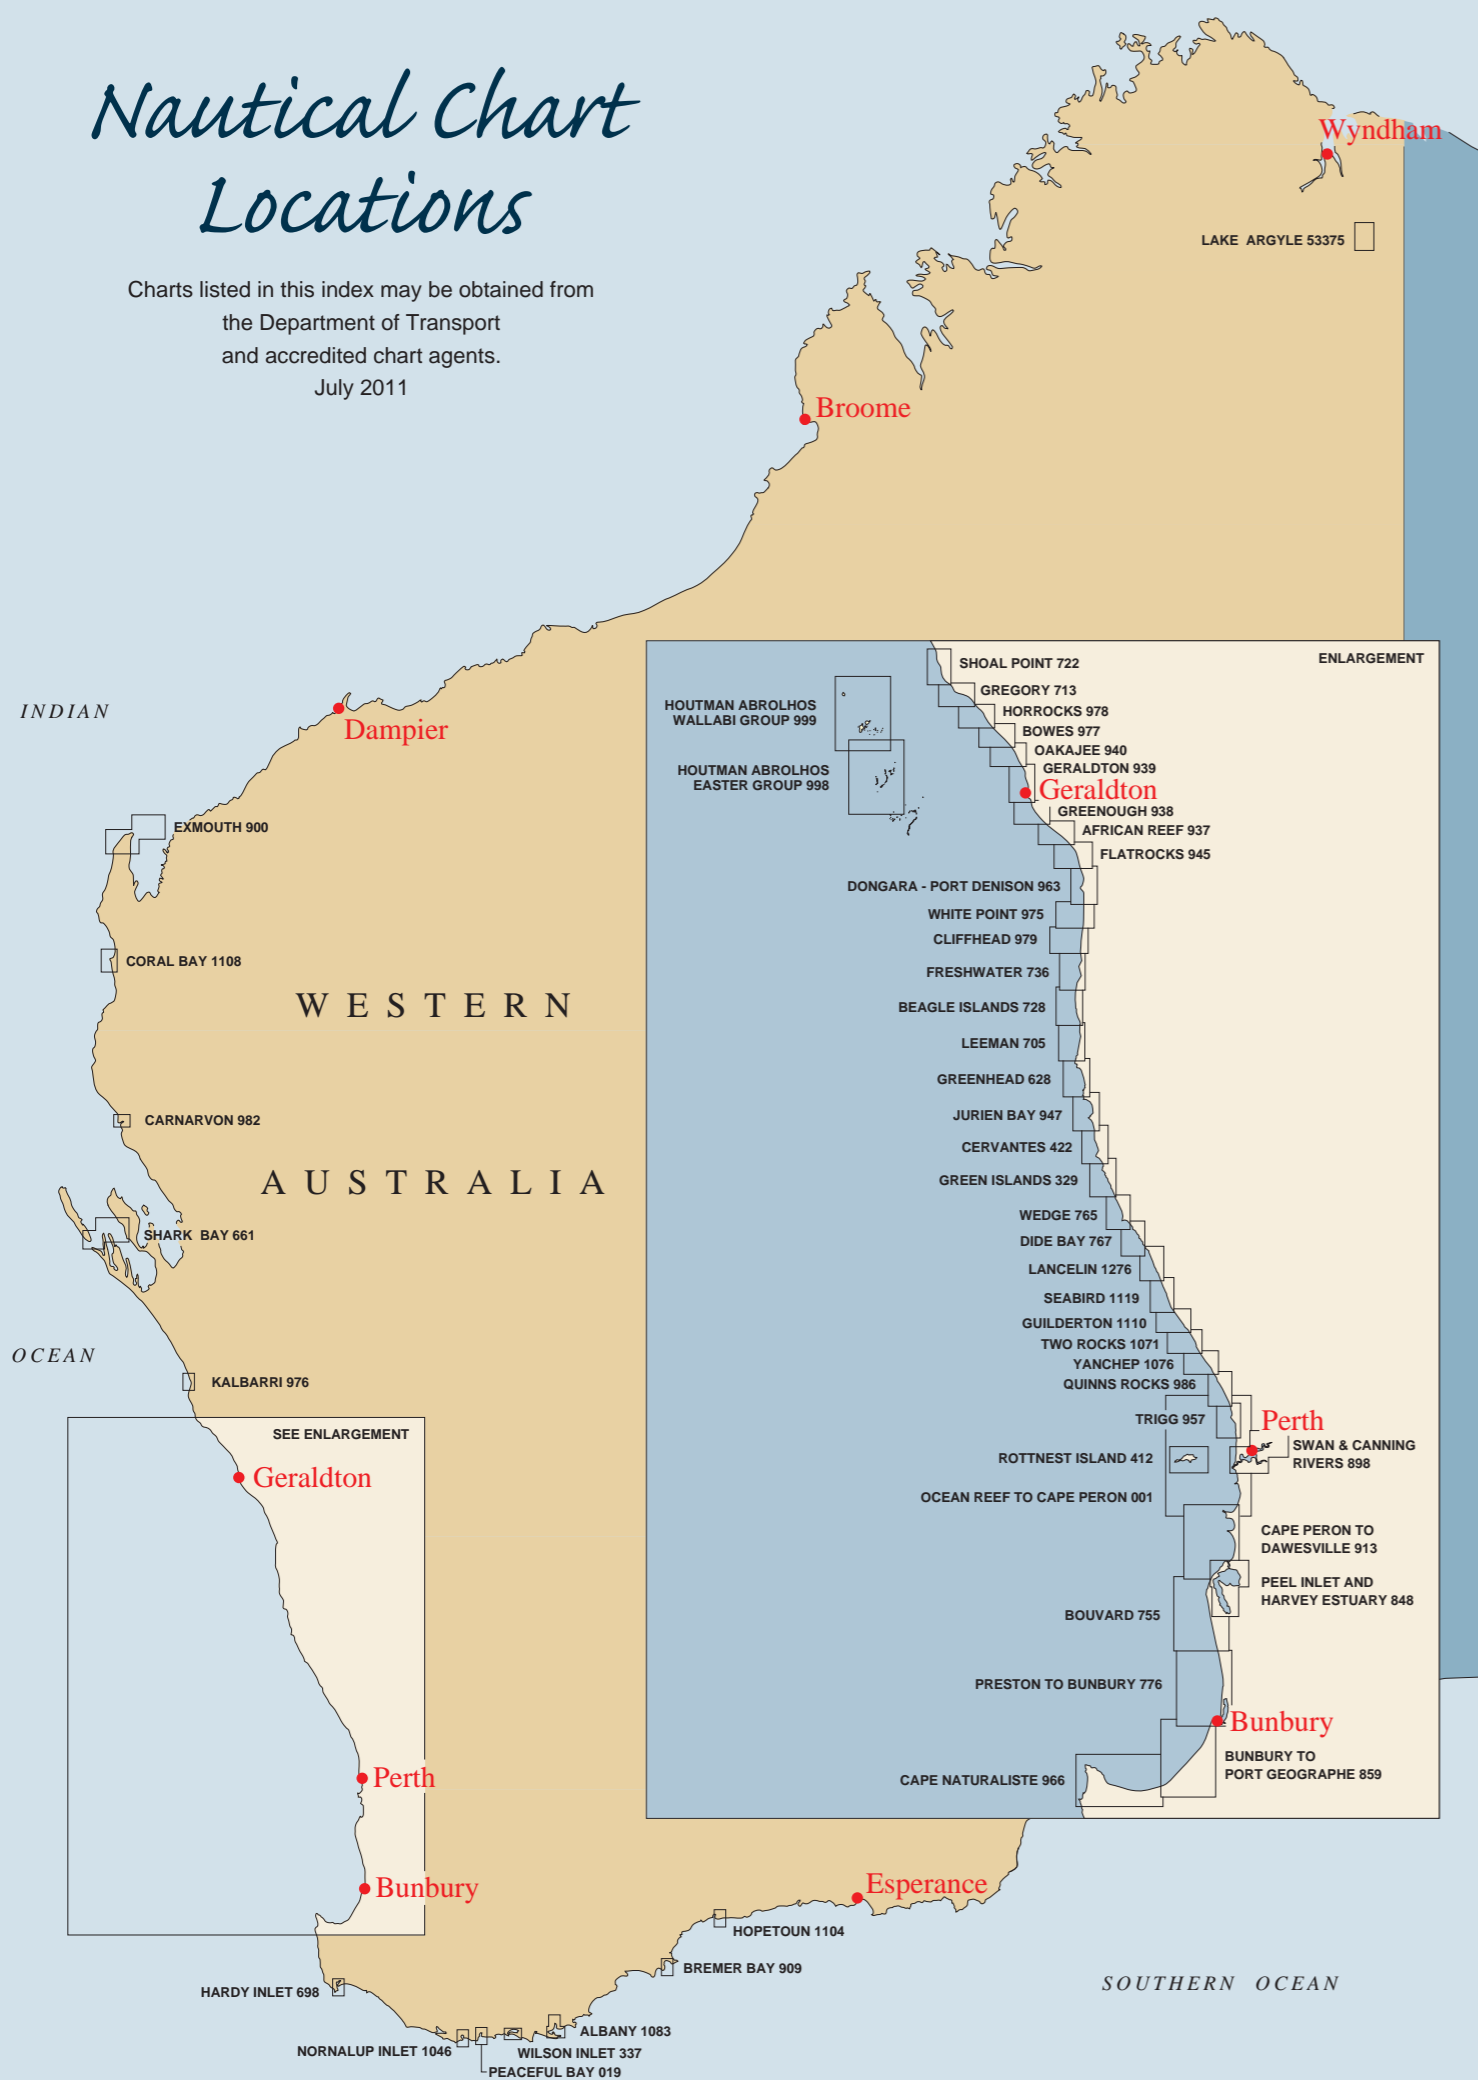 Nautical Chart
Locations
Charts listed in this index may be obtained from
the Department of Transport
and accredited chart agents.
July 2011
Wyndham
LAKE ARGYLE 53375
Broome
INDIAN
Dampier
EXMOUTH 900
CORAL BAY 1108
WESTERN
CARNARVON 982
AUSTRALIA
SHARK BAY 661
OCEAN
KALBARRI 976
SEE ENLARGEMENT
Geraldton
Perth
Bunbury
ENLARGEMENT
SHOAL POINT 722
GREGORY 713
HOUTMAN ABROLHOS
WALLABI GROUP 999
HORROCKS 978
BOWES 977
OAKAJEE 940
HOUTMAN ABROLHOS
EASTER GROUP 998
GERALDTON 939
Geraldton
GREENOUGH 938
AFRICAN REEF 937
FLATROCKS 945
DONGARA - PORT DENISON 963
WHITE POINT 975
CLIFFHEAD 979
FRESHWATER 736
BEAGLE ISLANDS 728
LEEMAN 705
GREENHEAD 628
JURIEN BAY 947
CERVANTES 422
GREEN ISLANDS 329
WEDGE 765
DIDE BAY 767
LANCELIN 1276
SEABIRD 1119
GUILDERTON 1110
TWO ROCKS 1071
YANCHEP 1076
QUINNS ROCKS 986
TRIGG 957
Perth
SWAN & CANNING
RIVERS 898
ROTTNEST ISLAND 412
OCEAN REEF TO CAPE PERON 001
CAPE PERON TO
DAWESVILLE 913
PEEL INLET AND
HARVEY ESTUARY 848
BOUVARD 755
PRESTON TO BUNBURY 776
Bunbury
BUNBURY TO
PORT GEOGRAPHE 859
CAPE NATURALISTE 966
Esperance
HOPETOUN 1104
BREMER BAY 909
SOUTHERN OCEAN
HARDY INLET 698
ALBANY 1083
NORNALUP INLET 1046
WILSON INLET 337
PEACEFUL BAY 019